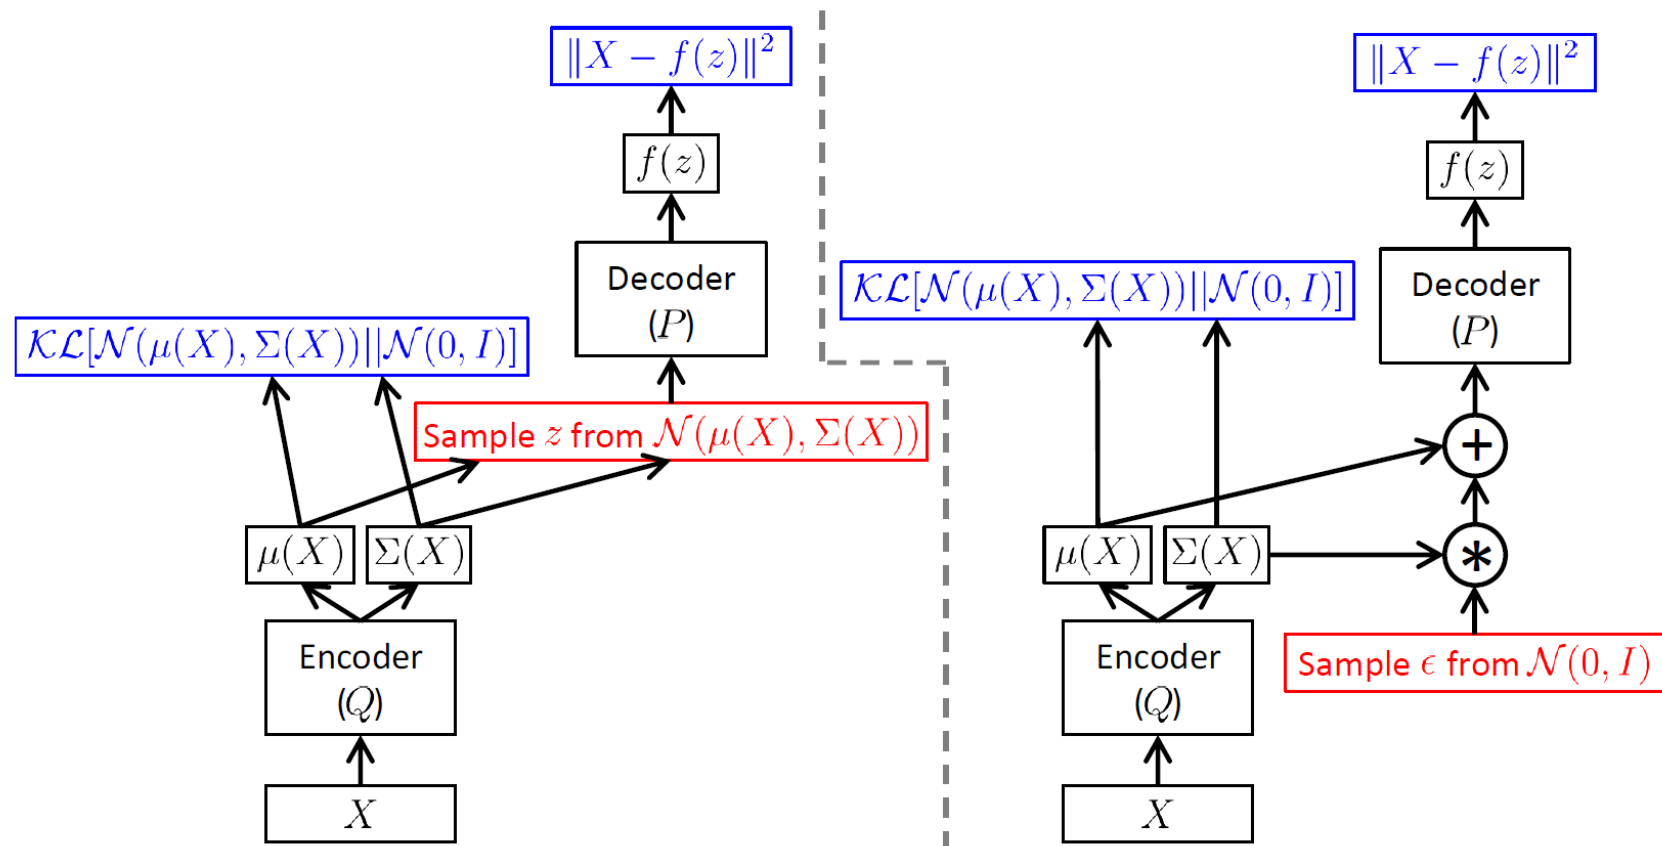 ‖X − f(z)‖²
f(z)
Decoder
(P)
𝒦ℒ[𝒩(μ(X), Σ(X))||𝒩(0, I)]
Sample z from 𝒩(μ(X), Σ(X))
μ(X)
Σ(X)
Encoder
(Q)
X
‖X − f(z)‖²
f(z)
Decoder
(P)
𝒦ℒ[𝒩(μ(X), Σ(X))||𝒩(0, I)]
+
μ(X)
Σ(X)
*
Encoder
(Q)
Sample ϵ from 𝒩(0, I)
X